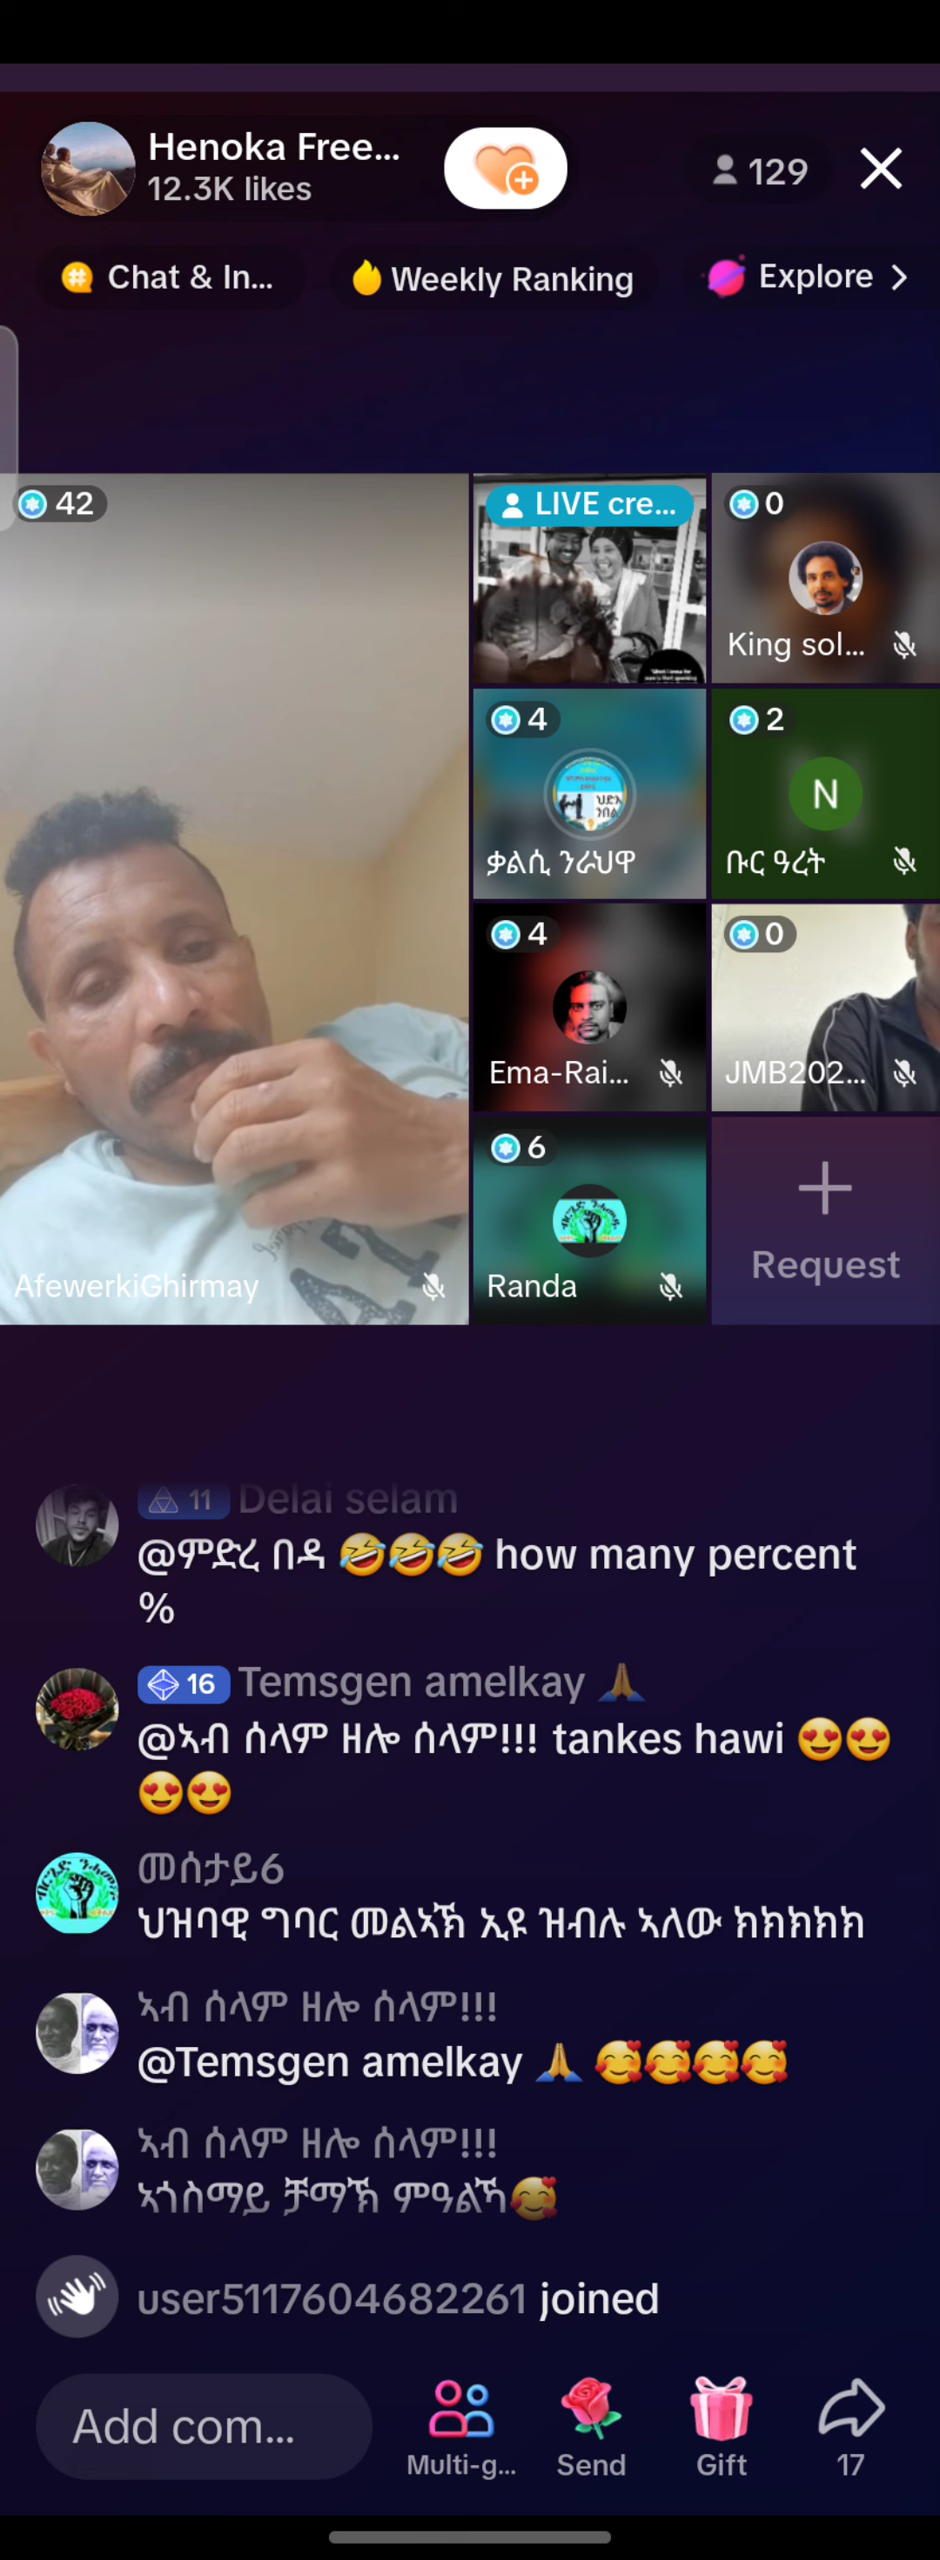 Henoka Free...
12.3K likes
129
Chat & In...
Weekly Ranking
Explore
42
LIVE cre...
0
King sol...
4
ህድአ
ንበል
ቃልሲ ንራህዋ
2
N
ቡር ዓረት
4
Ema-Rai...
0
JMB202...
6
Randa
Request
AfewerkiGhirmay
11 Delai selam
@ምድረ በዳ 🤣🤣🤣 how many percent
%
16 Temsgen amelkay 🙏
@ኣብ ሰላም ዘሎ ሰላም!!! tankes hawi 😍😍
😍😍
መሰታይ6
ህዝባዊ ግባር መልኣኽ ኢዩ ዝብሉ ኣለው ክክክክክ
ኣብ ሰላም ዘሎ ሰላም!!!
@Temsgen amelkay 🙏 🥰🥰🥰🥰
ኣብ ሰላም ዘሎ ሰላም!!!
ኣጎስማይ ቻማኽ ምዓልኻ🥰
user5117604682261 joined
Add com...
Multi-g...
Send
Gift
17